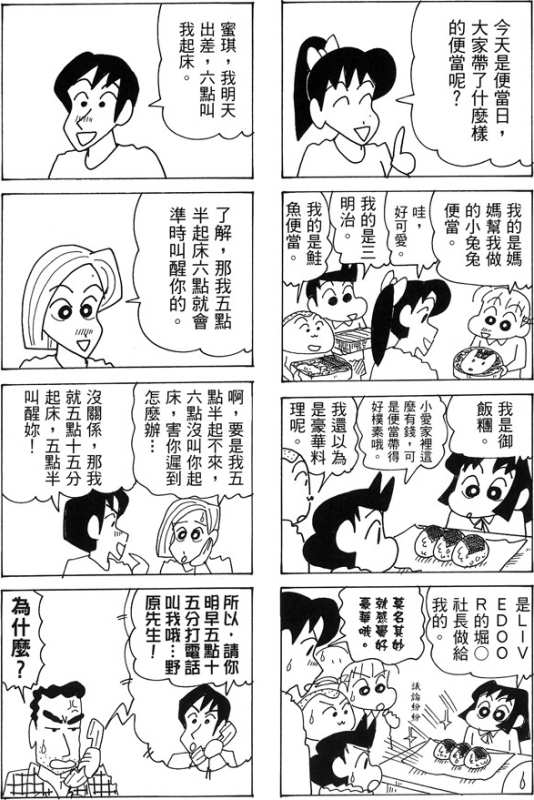 今天是便當日，
大家帶了什麼樣
的便當呢？
我的是媽
媽幫我做
的小兔兔
便當。
哇，
好可愛。
我的是三
明治。
我的是鮭
魚便當。
我是御
飯糰。
小愛家裡這
麼有錢，可
是便當帶得
好樸素哦。
我還以為
是豪華料
理呢。
是LIV
EDOO
R的堀○
社長做給
我的。
議論紛紛
莫名其妙
就感覺好
豪華哦。
蜜琪，我明天
出差，六點叫
我起床。
了解，那我五點
半起床六點就會
準時叫醒你的。
啊，要是我五
點半起不來，
六點沒叫你起
床，害你遲到
怎麼辦…
沒關係，那我
就五點十五分
起床，五點半
叫醒妳！
所以，請你
明早五點十
五分打電話
叫我哦…野
原先生！
為什麼？